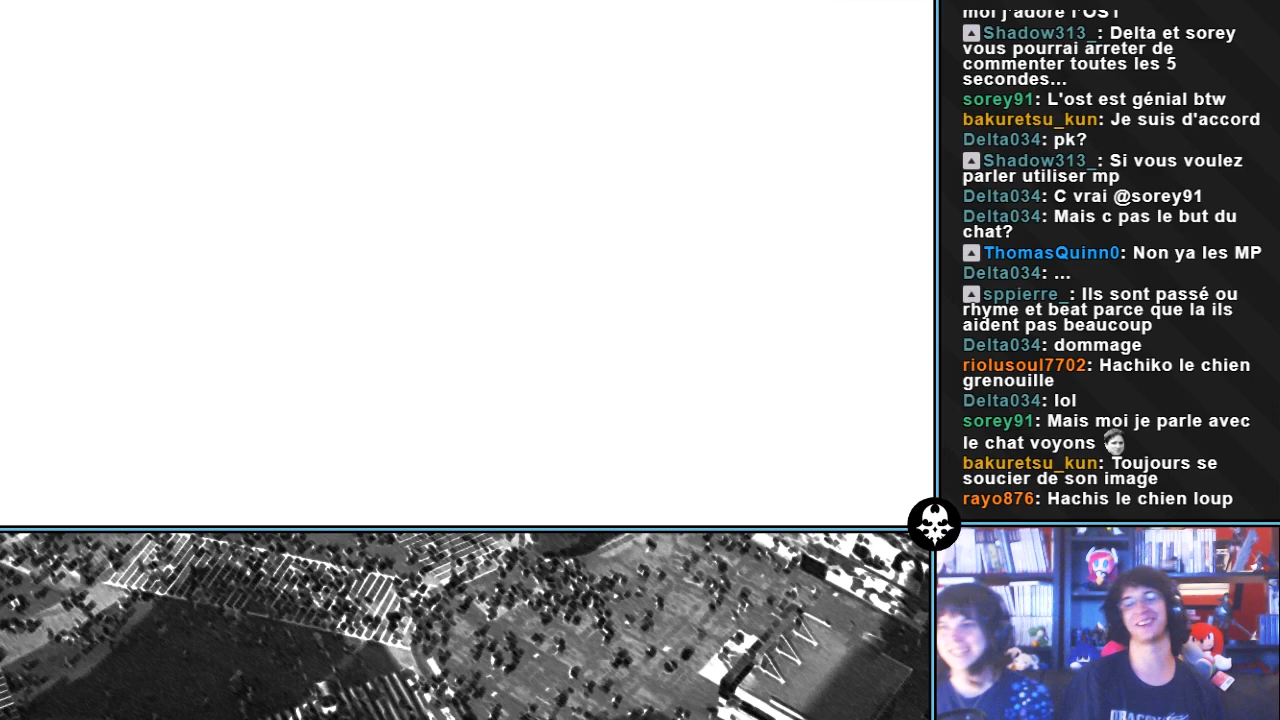 moi j'adore l'OST
Shadow313_: Delta et sorey
vous pourrai arreter de
commenter toutes les 5
secondes...
sorey91: L'ost est génial btw
bakuretsu_kun: Je suis d'accord
Delta034: pk?
Shadow313_: Si vous voulez
parler utiliser mp
Delta034: C vrai @sorey91
Delta034: Mais c pas le but du
chat?
ThomasQuinn0: Non ya les MP
Delta034: ...
sppierre_: Ils sont passé ou
rhyme et beat parce que la ils
aident pas beaucoup
Delta034: dommage
riolusoul7702: Hachiko le chien
grenouille
Delta034: lol
sorey91: Mais moi je parle avec
le chat voyons
bakuretsu_kun: Toujours se
soucier de son image
rayo876: Hachis le chien loup